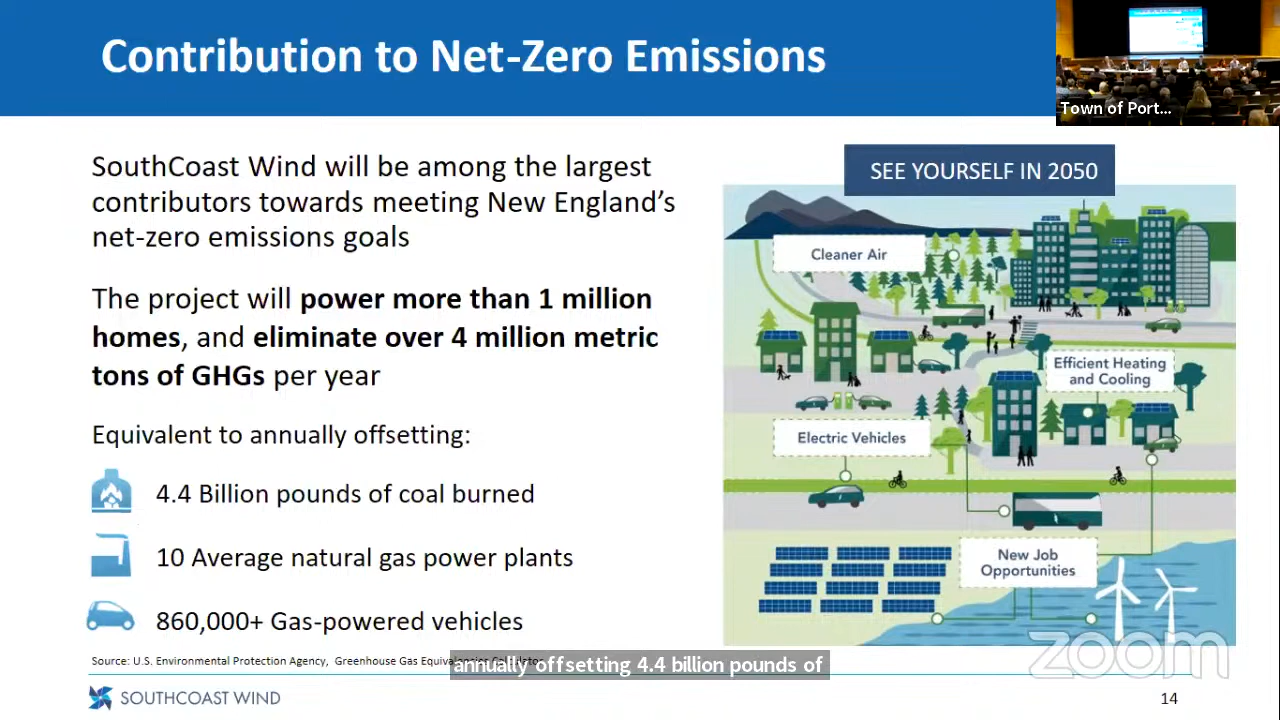 Contribution to Net-Zero Emissions
Town of Port...
SouthCoast Wind will be among the largest
contributors towards meeting New England's
net-zero emissions goals
The project will power more than 1 million
homes, and eliminate over 4 million metric
tons of GHGs per year
Equivalent to annually offsetting:
4.4 Billion pounds of coal burned
10 Average natural gas power plants
860,000+ Gas-powered vehicles
SEE YOURSELF IN 2050
Cleaner Air
Efficient Heating
and Cooling
Electric Vehicles
New Job
Opportunities
zoom
Source: U.S. Environmental Protection Agency, Greenhouse Gas
annually offsetting 4.4 billion pounds of
SOUTHCOAST WIND
14